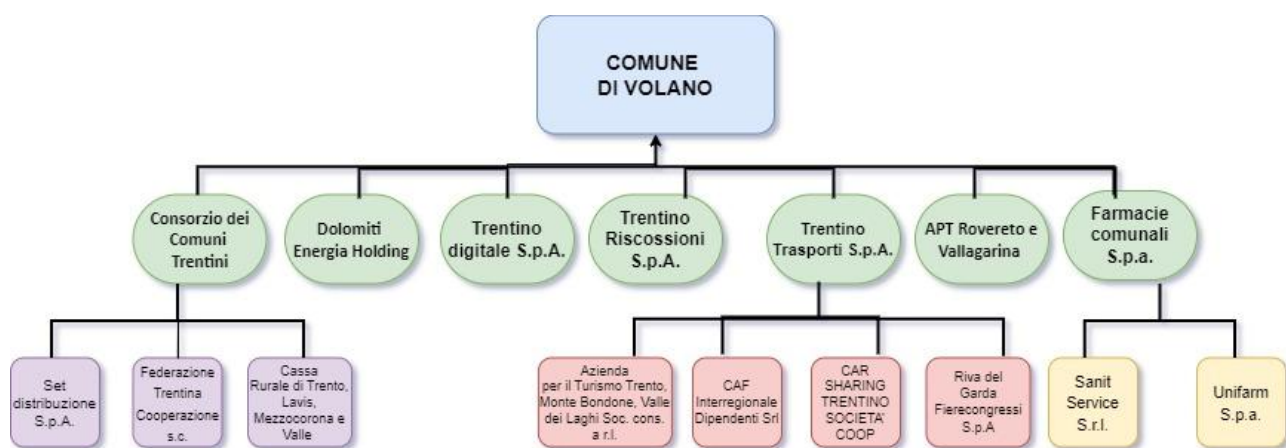 COMUNE
DI VOLANO
Consorzio dei
Comuni
Trentini
Dolomiti
Energia Holding
Trentino
digitale S.p.A.
Trentino
Riscossioni
S.p.A.
Trentino
Trasporti S.p.A.
APT Rovereto e
Vallagarina
Farmacie
comunali
S.p.a.
Set
distribuzione
S.p.A.
Federazione
Trentina
Cooperazione
s.c.
Cassa
Rurale di Trento,
Lavis,
Mezzocorona e
Valle
Azienda
per il Turismo Trento,
Monte Bondone, Valle
dei Laghi Soc. cons.
a r.l.
CAF
Interregionale
Dipendenti Srl
CAR
SHARING
TRENTINO
SOCIETA'
COOP
Riva del
Garda
Fierecongressi
S.p.A
Sanit
Service
S.r.l.
Unifarm
S.p.a.